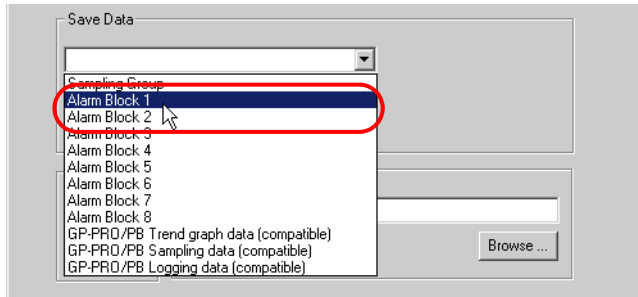 Save Data
Sampling Group
Alarm Block 1
Alarm Block 2
Alarm Block 3
Alarm Block 4
Alarm Block 5
Alarm Block 6
Alarm Block 7
Alarm Block 8
GP-PRO/PB Trend graph data (compatible)
GP-PRO/PB Sampling data (compatible)
Browse ...
GP-PRO/PB Logging data (compatible)